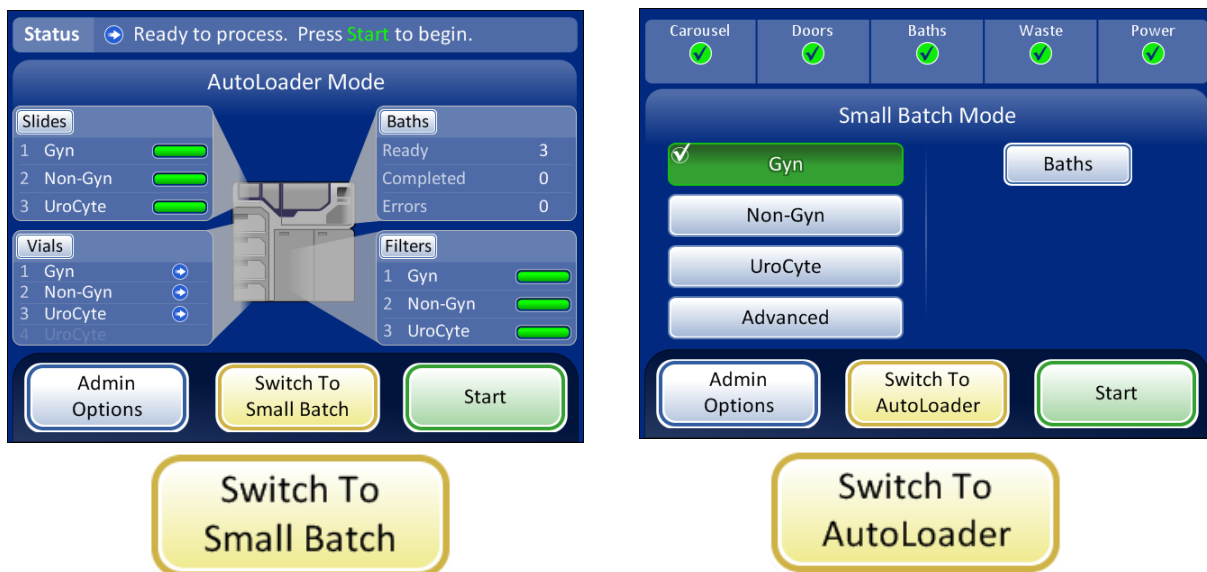 Status Ready to process. Press Start to begin.
AutoLoader Mode
Slides
1 Gyn
2 Non-Gyn
3 UroCyte
Baths
Ready 3
Completed 0
Errors 0
Vials
1 Gyn
2 Non-Gyn
3 UroCyte
4 UroCyte
Filters
1 Gyn
2 Non-Gyn
3 UroCyte
Admin
Options
Switch To
Small Batch
Start
Switch To
Small Batch
Carousel Doors Baths Waste Power
Small Batch Mode
Gyn
Non-Gyn
UroCyte
Advanced
Baths
Admin
Options
Switch To
AutoLoader
Start
Switch To
AutoLoader